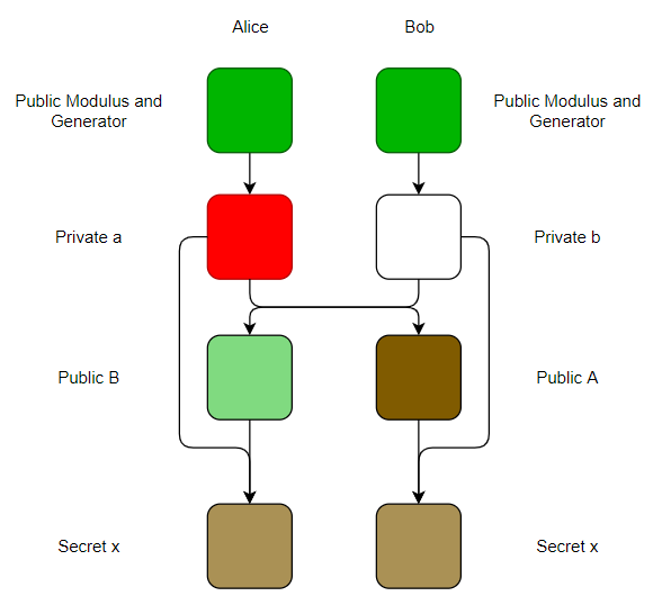 Alice
Bob
Public Modulus and
Generator
Public Modulus and
Generator
Private a
Private b
Public B
Public A
Secret x
Secret x